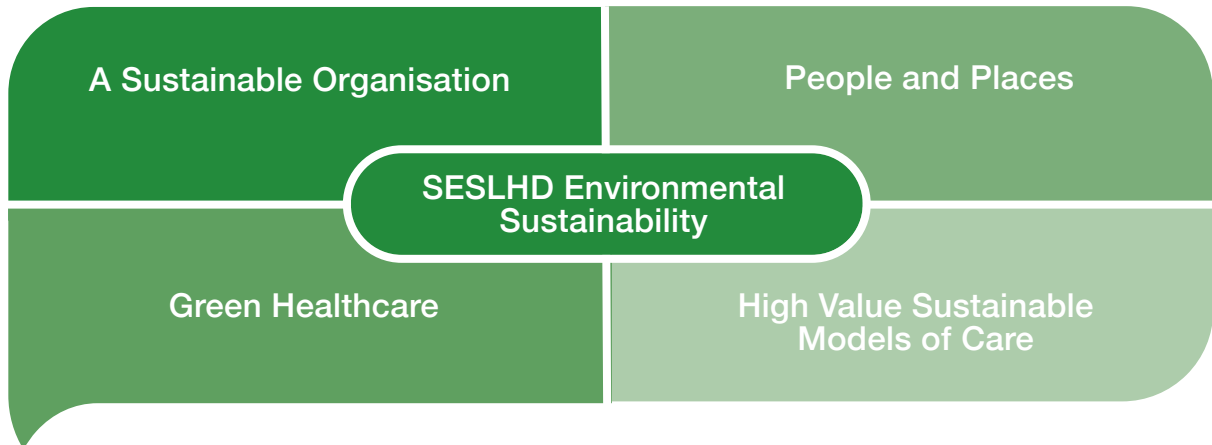 A Sustainable Organisation
People and Places
SESLHD Environmental
Sustainability
Green Healthcare
High Value Sustainable
Models of Care